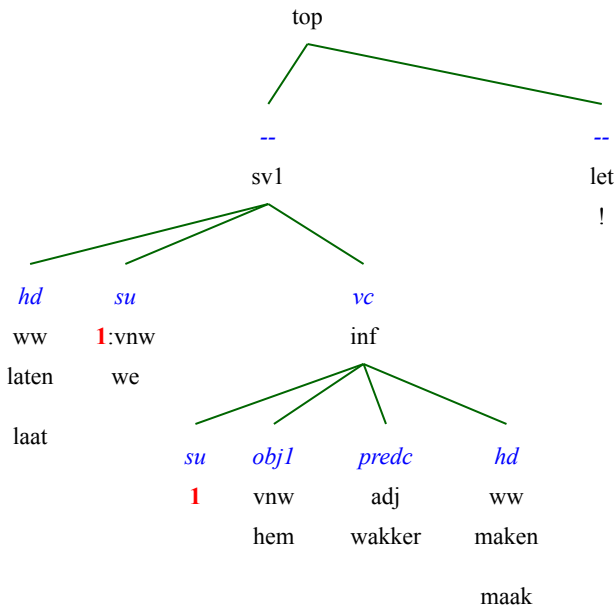 top
-- --
sv1 let
!
hd su vc
ww 1:vnw inf
laten we
laat
su obj1 predc hd
1 vnw adj ww
hem wakker maken
maak